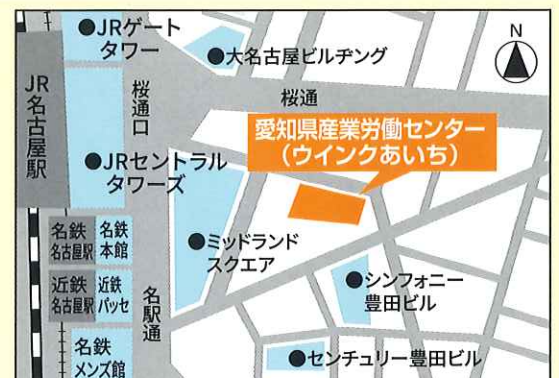 JRゲート
タワー
大名古屋ビルヂング
N
JR名古屋駅
桜通口
桜通
愛知県産業労働センター
（ウインクあいち）
JRセントラル
タワーズ
名鉄
名古屋駅
名鉄
本館
ミッドランド
スクエア
シンフォニー
豊田ビル
近鉄
名古屋駅
近鉄
パッセ
名駅通
名鉄
メンズ館
センチュリー豊田ビル